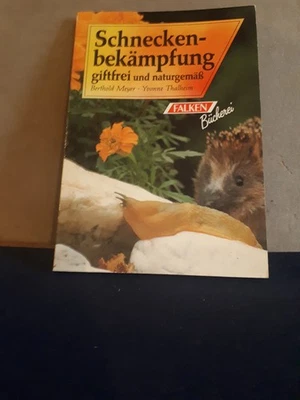 Schnecken-
bekämpfung
giftfrei und naturgemäß
Berthold Meyer · Yvonne Thalheim
FALKEN
Bücherei